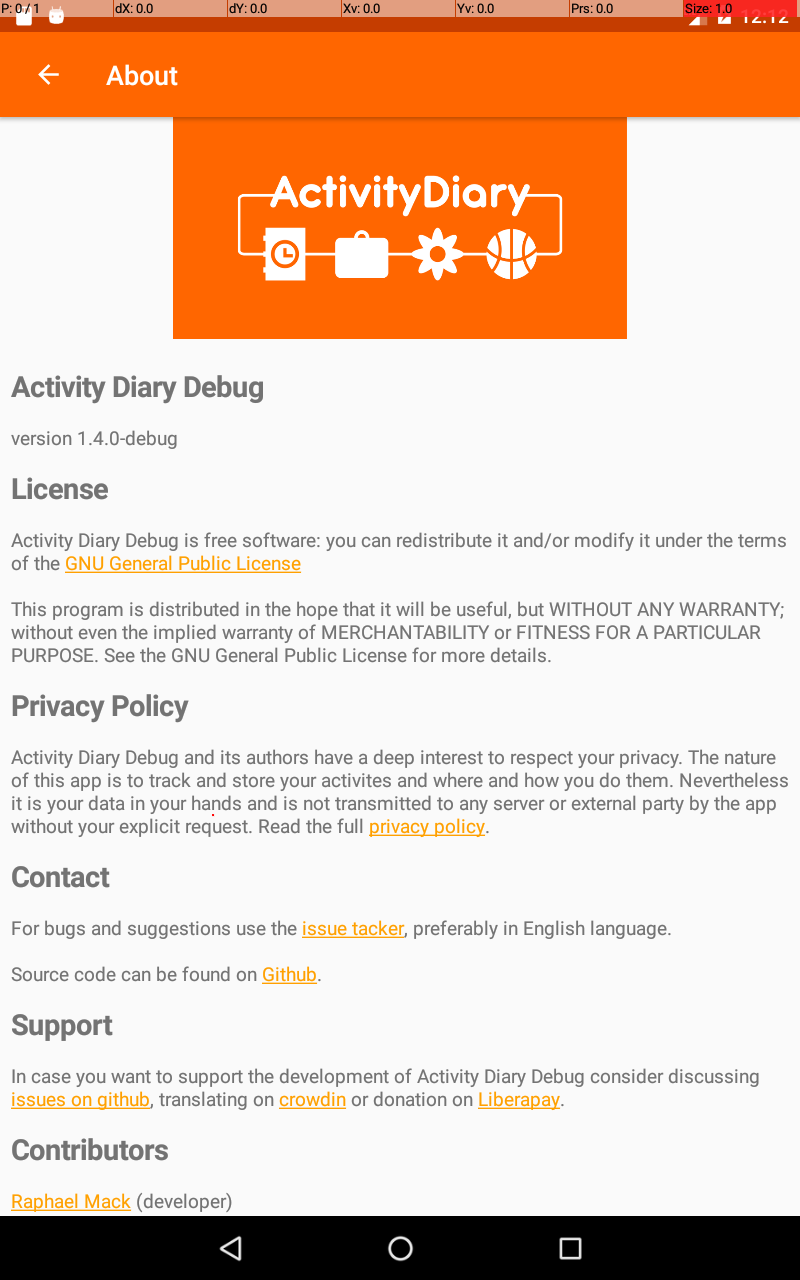 P: 0 / 1 dX: 0.0 dY: 0.0 Xv: 0.0 Yv: 0.0 Prs: 0.0 Size: 1.0
12:12
About
ActivityDiary
Activity Diary Debug
version 1.4.0-debug
License
Activity Diary Debug is free software: you can redistribute it and/or modify it under the terms
of the GNU General Public License
This program is distributed in the hope that it will be useful, but WITHOUT ANY WARRANTY;
without even the implied warranty of MERCHANTABILITY or FITNESS FOR A PARTICULAR
PURPOSE. See the GNU General Public License for more details.
Privacy Policy
Activity Diary Debug and its authors have a deep interest to respect your privacy. The nature
of this app is to track and store your activites and where and how you do them. Nevertheless
it is your data in your hands and is not transmitted to any server or external party by the app
without your explicit request. Read the full privacy policy.
Contact
For bugs and suggestions use the issue tacker, preferably in English language.
Source code can be found on Github.
Support
In case you want to support the development of Activity Diary Debug consider discussing
issues on github, translating on crowdin or donation on Liberapay.
Contributors
Raphael Mack (developer)